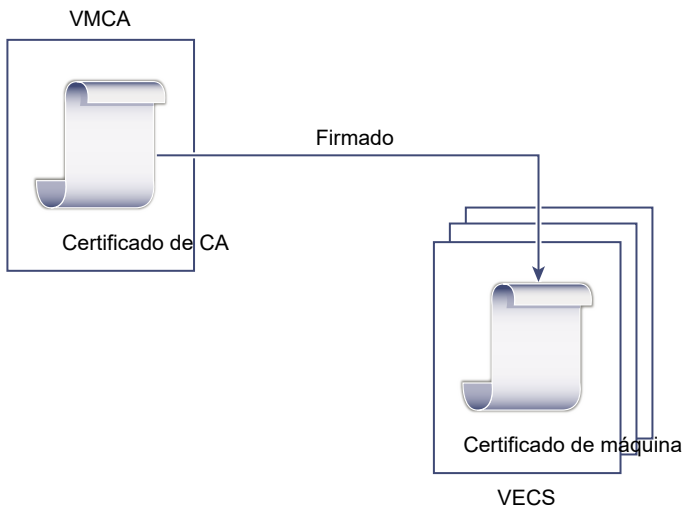 VMCA
Firmado
Certificado de CA
Certificado de máquina
VECS